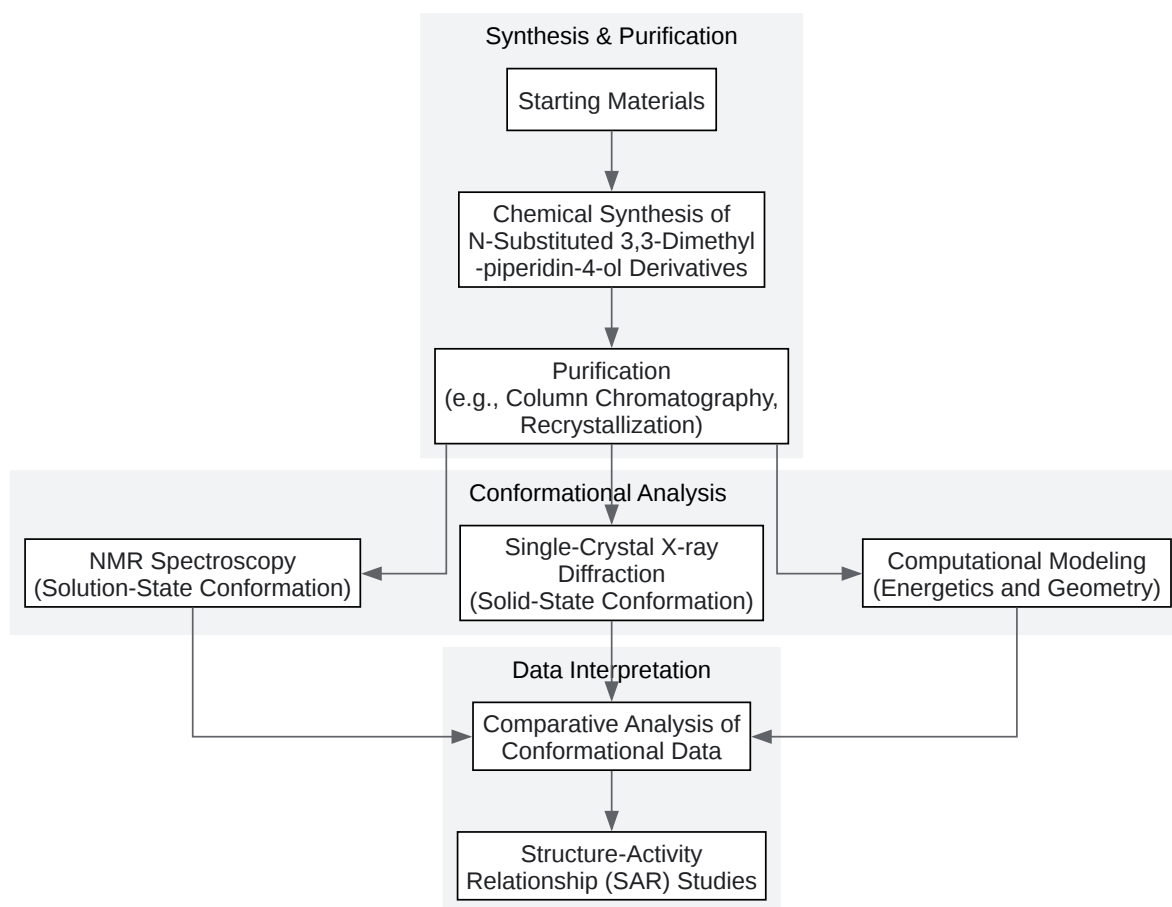 Synthesis & Purification
Starting Materials
Chemical Synthesis of
N-Substituted 3,3-Dimethyl
-piperidin-4-ol Derivatives
Purification
(e.g., Column Chromatography,
Recrystallization)
Conformational Analysis
NMR Spectroscopy
(Solution-State Conformation)
Single-Crystal X-ray
Diffraction
(Solid-State Conformation)
Computational Modeling
(Energetics and Geometry)
Data Interpretation
Comparative Analysis of
Conformational Data
Structure-Activity
Relationship (SAR) Studies